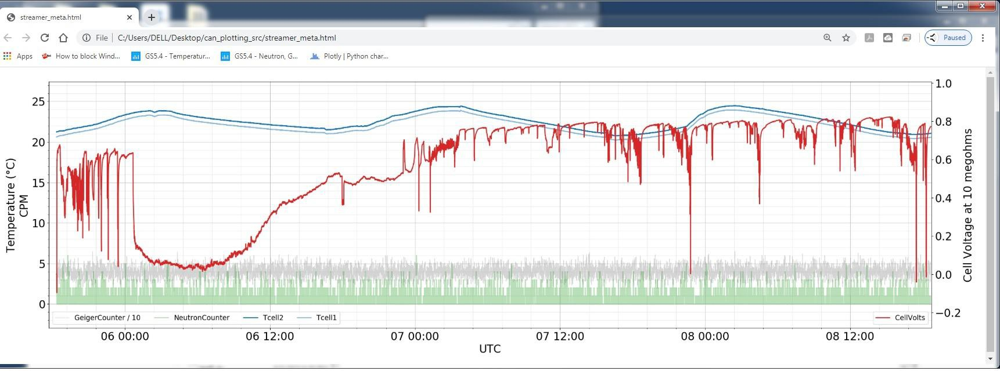 streamer_meta.html
File C:/Users/DELL/Desktop/can_plotting_src/streamer_meta.html
Paused
Apps How to block Wind... GS5.4 - Temperatur... GS5.4 - Neutron, G... Plotly | Python char...
Temperature (°C)
CPM
25
20
15
10
5
0
1.0
0.8
0.6
0.4
0.2
0.0
−0.2
Cell Voltage at 10 megohms
GeigerCounter / 10 NeutronCounter Tcell2 Tcell1
CellVolts
06 00:00 06 12:00 07 00:00 07 12:00 08 00:00 08 12:00
UTC